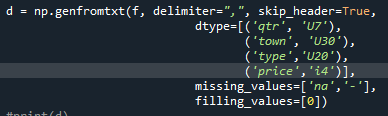 d = np.genfromtxt(f, delimiter=",", skip_header=True,
dtype=[('qtr', 'U7'),
('town', 'U30'),
('type','U20'),
('price','i4')],
missing_values=['na','-'],
filling_values=[0])
#print(d)